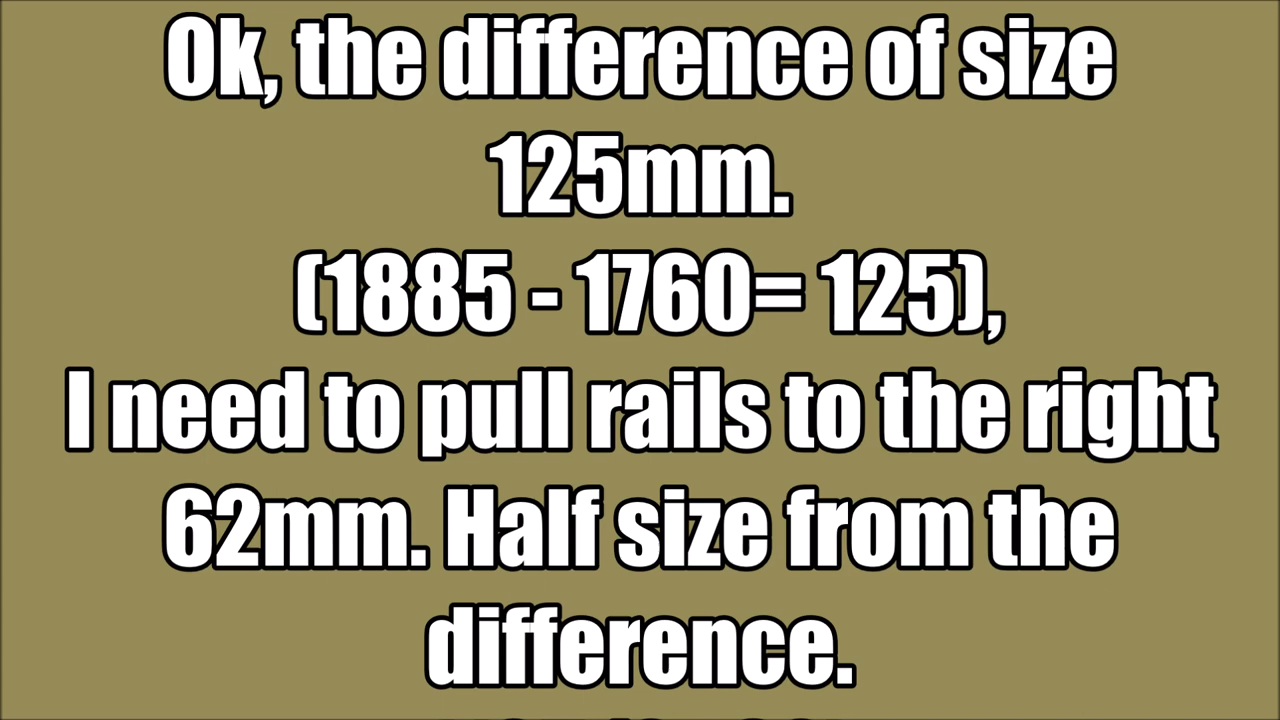 Ok, the difference of size
125mm.
(1885 - 1760= 125),
I need to pull rails to the right
62mm. Half size from the
difference.